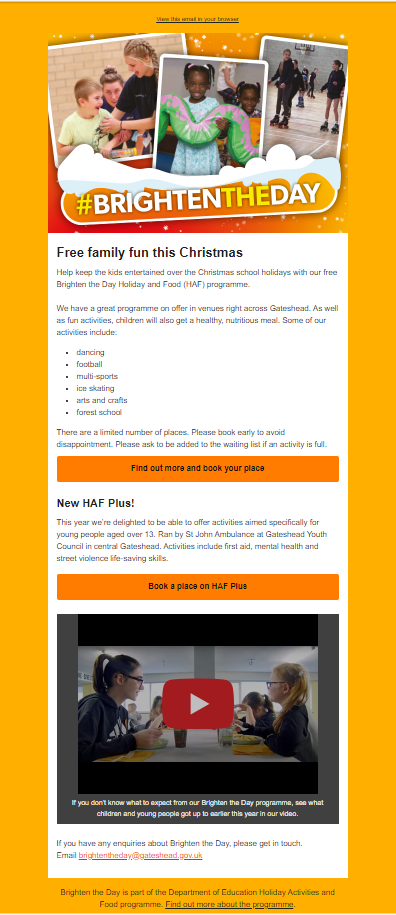 View this email in your browser
#BRIGHTENTHEDAY
Free family fun this Christmas
Help keep the kids entertained over the Christmas school holidays with our free
Brighten the Day Holiday and Food (HAF) programme.
We have a great programme on offer in venues right across Gateshead. As well
as fun activities, children will also get a healthy, nutritious meal. Some of our
activities include:
• dancing
• football
• multi-sports
• ice skating
• arts and crafts
• forest school
There are a limited number of places. Please book early to avoid
disappointment. Please ask to be added to the waiting list if an activity is full.
Find out more and book your place
New HAF Plus!
This year we're delighted to be able to offer activities aimed specifically for
young people aged over 13. Ran by St John Ambulance at Gateshead Youth
Council in central Gateshead. Activities include first aid, mental health and
street violence life-saving skills.
Book a place on HAF Plus
If you don't know what to expect from our Brighten the Day programme, see what
children and young people got up to earlier this year in our video.
If you have any enquiries about Brighten the Day, please get in touch.
Email brightentheday@gateshead.gov.uk
Brighten the Day is part of the Department of Education Holiday Activities and
Food programme. Find out more about the programme.